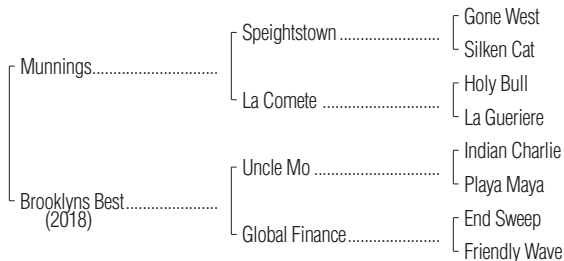 Gone West
Speightstown
Silken Cat
Munnings
Holy Bull
La Comete
La Gueriere
Indian Charlie
Uncle Mo
Playa Maya
Brooklyns Best
(2018)
End Sweep
Global Finance
Friendly Wave